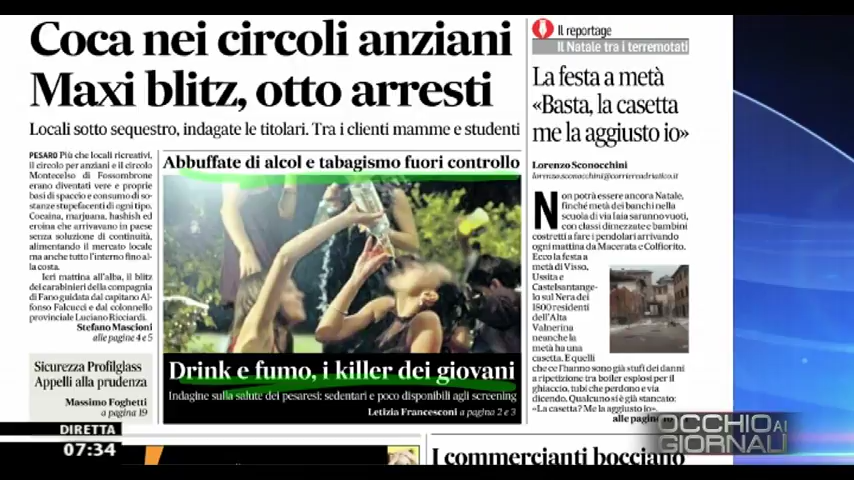 Coca nei circoli anziani
Maxi blitz, otto arresti
Locali sotto sequestro, indagate le titolari. Tra i clienti mamme e studenti
PESARO Più che locali ricreativi,
il circolo per anziani e il circolo
Montecelso di Fossombrone
erano diventati vere e proprie
basi di spaccio e consumo di so-
stanze stupefacenti di ogni tipo.
Cocaina, marjuana, hashish ed
eroina che arrivavano in paese
senza soluzione di continuità,
alimentando il mercato locale
ma anche tutto l'interno fino al-
la costa.
Ieri mattina all'alba, il blitz
dei carabinieri della compagnia
di Fano guidata dal capitano Al-
fonso Falcucci e dal colonnello
provinciale Luciano Ricciardi.
Stefano Mascioni
alle pagine 4 e 5
Sicurezza Profilglass
Appelli alla prudenza
Massimo Foghetti
a pagina 19
Abbuffate di alcol e tabagismo fuori controllo
Drink e fumo, i killer dei giovani
Indagine sulla salute dei pesaresi: sedentari e poco disponibili agli screening
Letizia Francesconi a pagina 2 e 3
Il reportage
Il Natale tra i terremotati
La festa a metà
«Basta, la casetta
me la aggiusto io»
Lorenzo Sconocchini
lorenzo.sconocchini@corriereadriatico.it
Non potrà essere ancora Natale,
finché metà dei banchi nella
scuola di via Iaia saranno vuoti,
con classi dimezzate e bambini
costretti a fare i pendolari arrivando
ogni mattina da Macerata e Colfiorito.
Ecco la festa a
metà di Visso,
Ussita e
Castelsantange-
lo sul Nera dei
1800 residenti
dell'Alta
Valnerina
neanche la
metà ha una
casetta. E quelli
che ce l'hanno sono già stufi dei danni
a ripetizione tra boiler esplosi per il
ghiaccio, tubi che perdono e via
dicendo. Qualcuno si è già stancato:
«La casetta? Me la aggiusto io».
alle pagine
I commercianti bocciano
DIRETTA
07:34
OCCHIO AI
GIORNALI